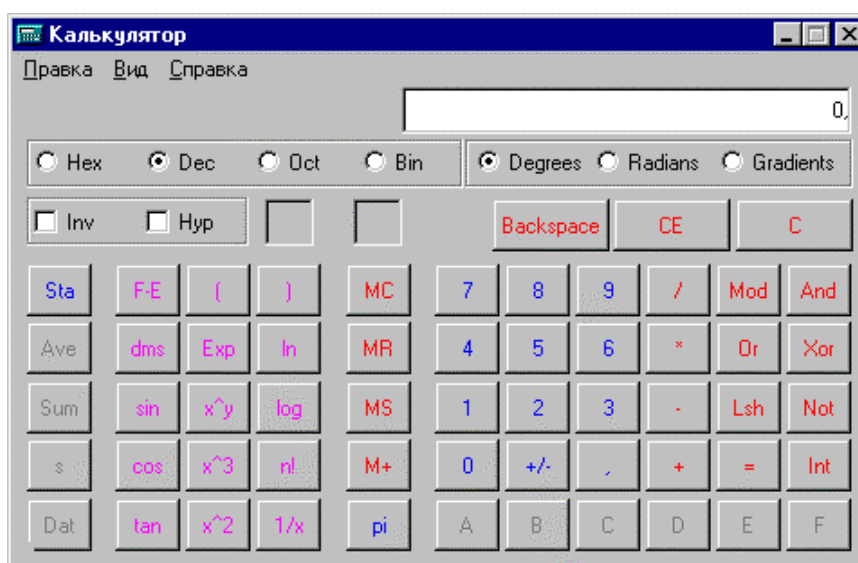 Калькулятор
Правка Вид Справка
0,
Hex Dec Oct Bin Degrees Radians Gradients
Inv Hyp Backspace CE C
Sta F-E ( ) MC 7 8 9 / Mod And
Ave dms Exp ln MR 4 5 6 * Or Xor
Sum sin x^y log MS 1 2 3 - Lsh Not
s cos x^3 n! M+ 0 +/- , + = Int
Dat tan x^2 1/x pi A B C D E F